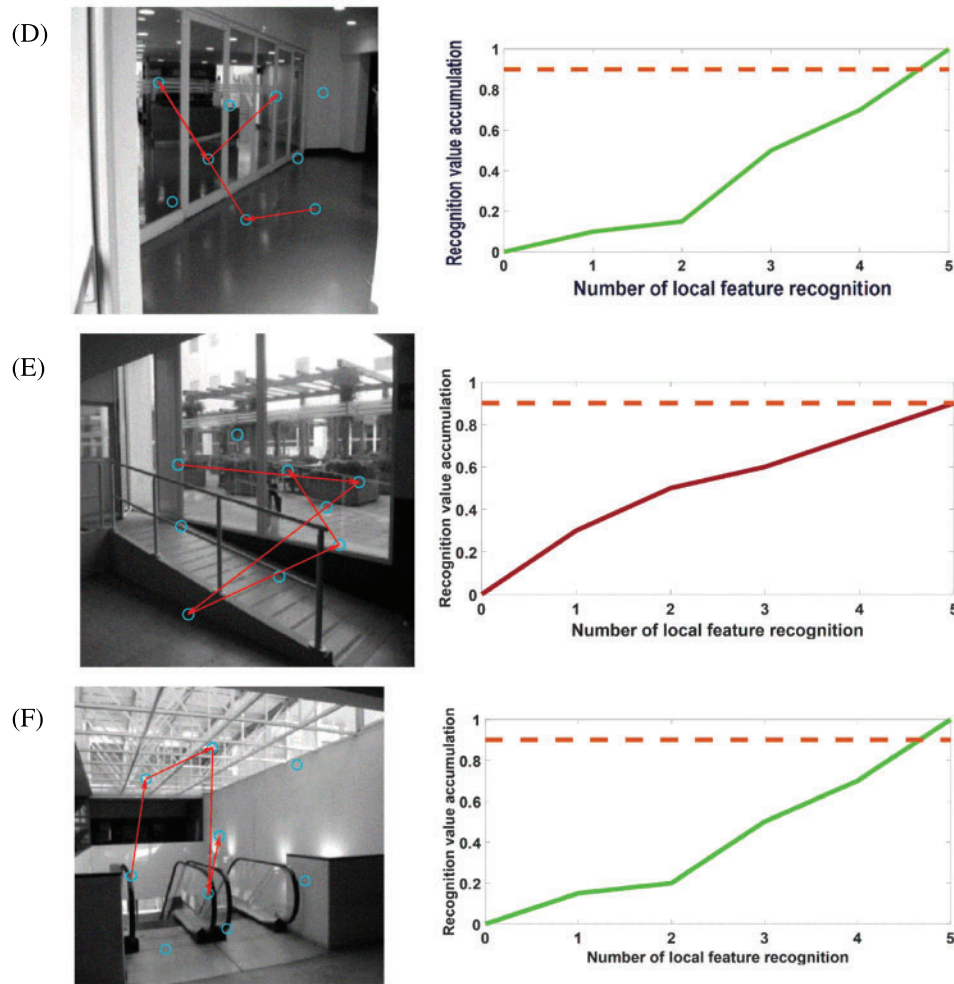 (D)
Recognition value accumulation
1
0.8
0.6
0.4
0.2
0
0 1 2 3 4 5
Number of local feature recognition
(E)
Recognition value accumulation
1
0.8
0.6
0.4
0.2
0
0 1 2 3 4 5
Number of local feature recognition
(F)
Recognition value accumulation
1
0.8
0.6
0.4
0.2
0
0 1 2 3 4 5
Number of local feature recognition